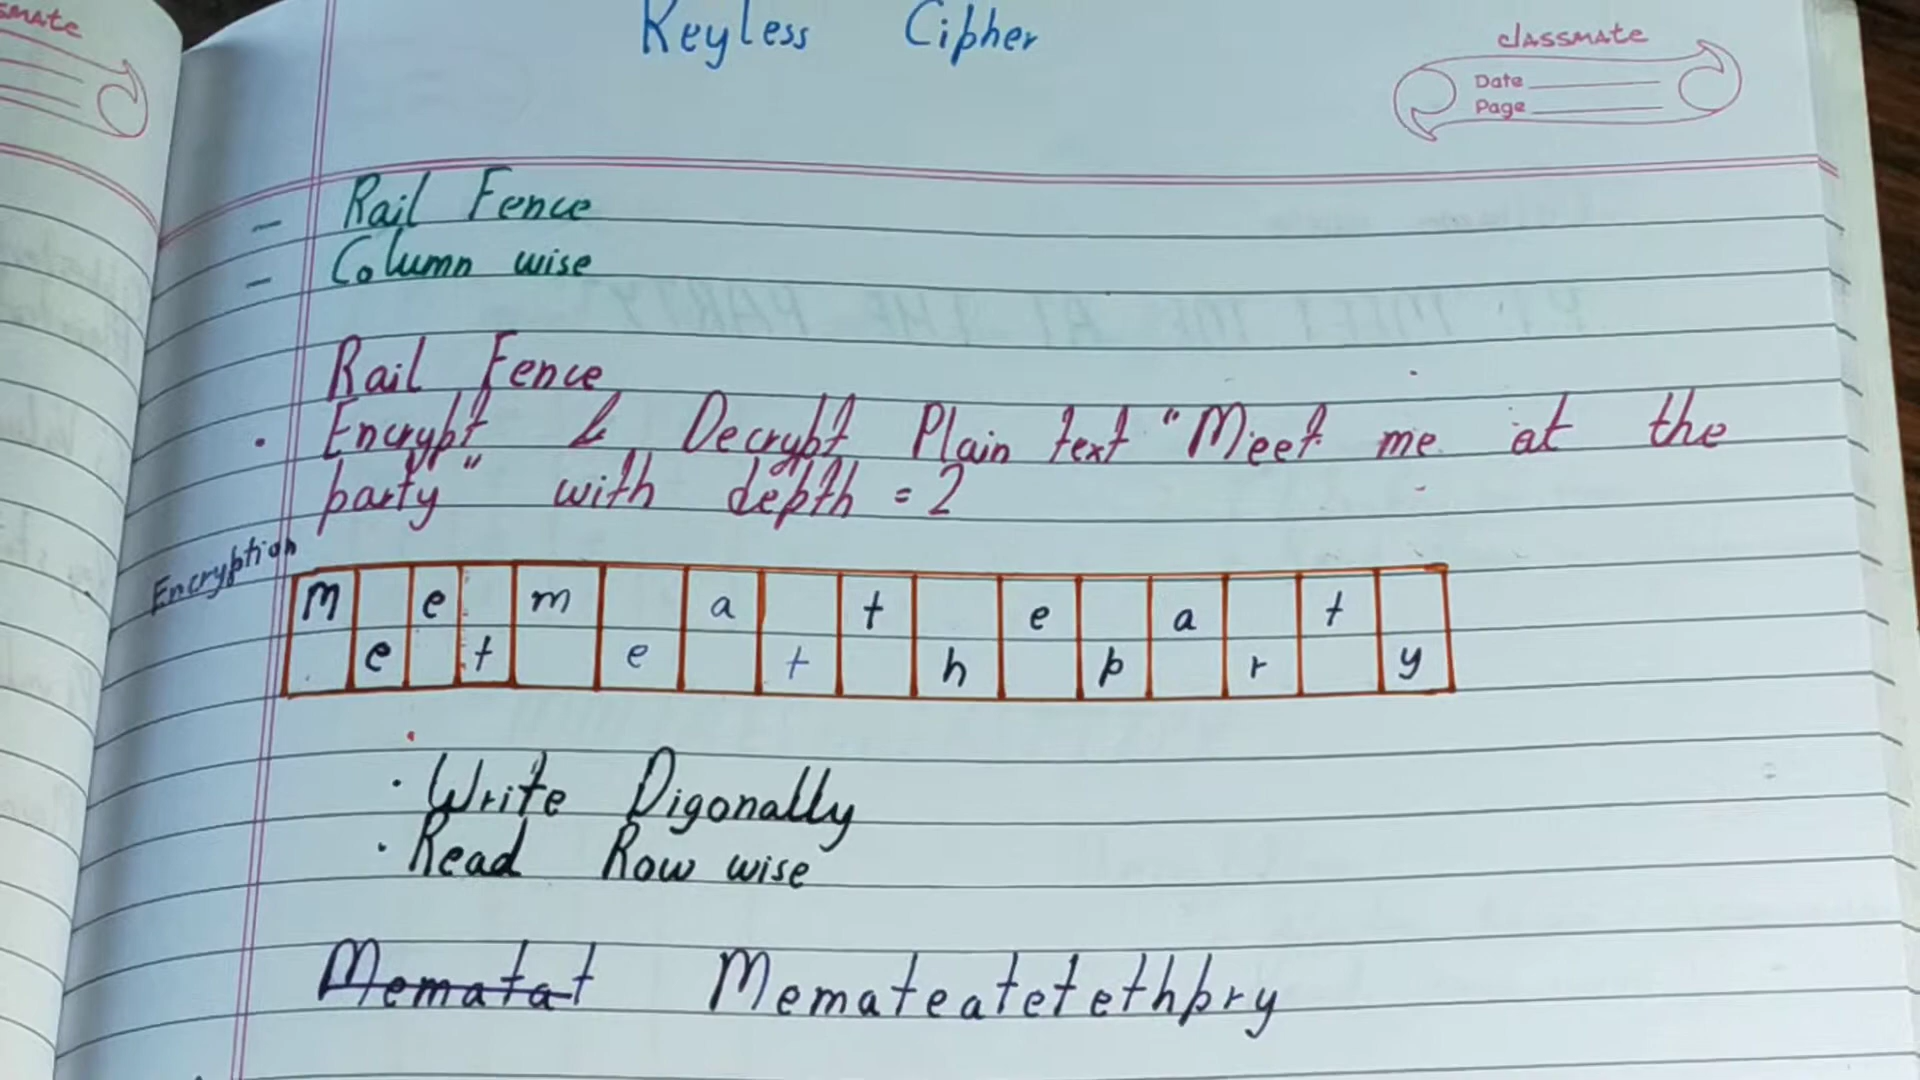 Keyless Cipher
classmate
Date
Page
- Rail Fence
- Column wise
Rail Fence
. Encrypt & Decrypt Plain text "Meet me at the
party" with depth = 2
Encryption
M e m a t e a t
e t e t h p r y
. Write Digonally
. Read Row wise
Mematat Memateatetethpry